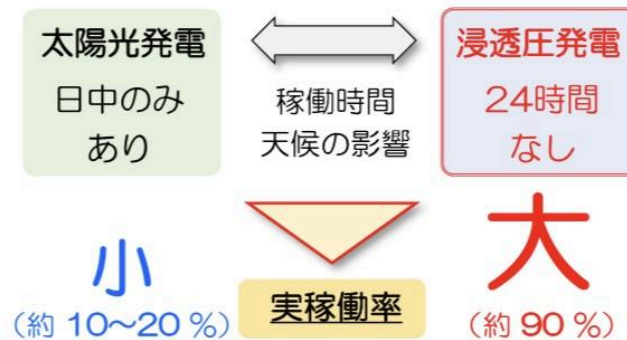 太陽光発電
日中のみ
あり
稼働時間
天候の影響
浸透圧発電
24時間
なし
小
(約 10〜20 %)
実稼働率
大
(約 90 %)